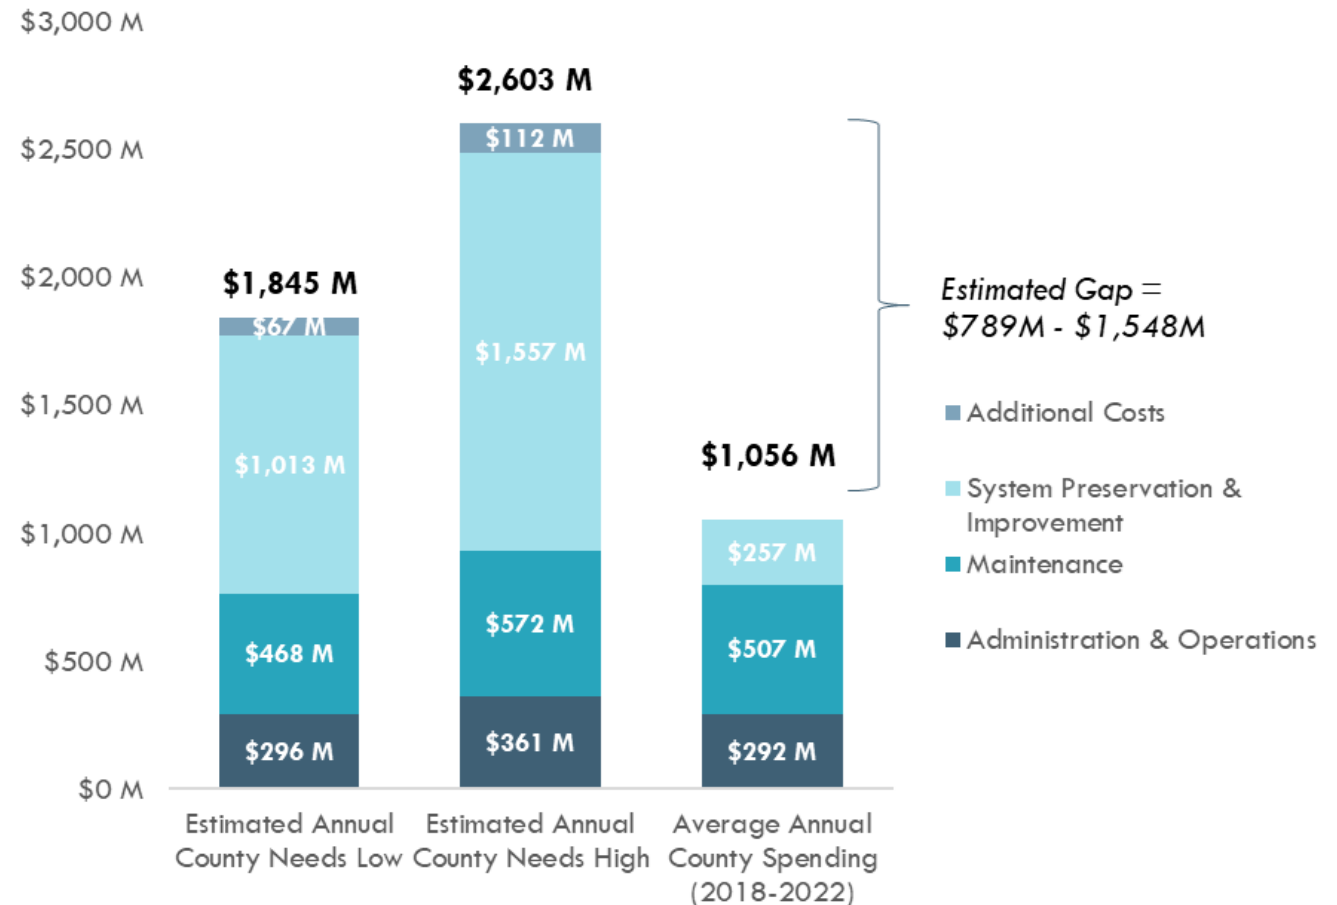 $3,000 M
$2,500 M
$2,000 M
$1,500 M
$1,000 M
$500 M
$0 M
$1,845 M
$67 M
$1,013 M
$468 M
$296 M
$2,603 M
$112 M
$1,557 M
$572 M
$361 M
$1,056 M
$257 M
$507 M
$292 M
Estimated Annual
County Needs Low
Estimated Annual
County Needs High
Average Annual
County Spending
(2018-2022)
Estimated Gap =
$789M - $1,548M
Additional Costs
System Preservation &
Improvement
Maintenance
Administration & Operations